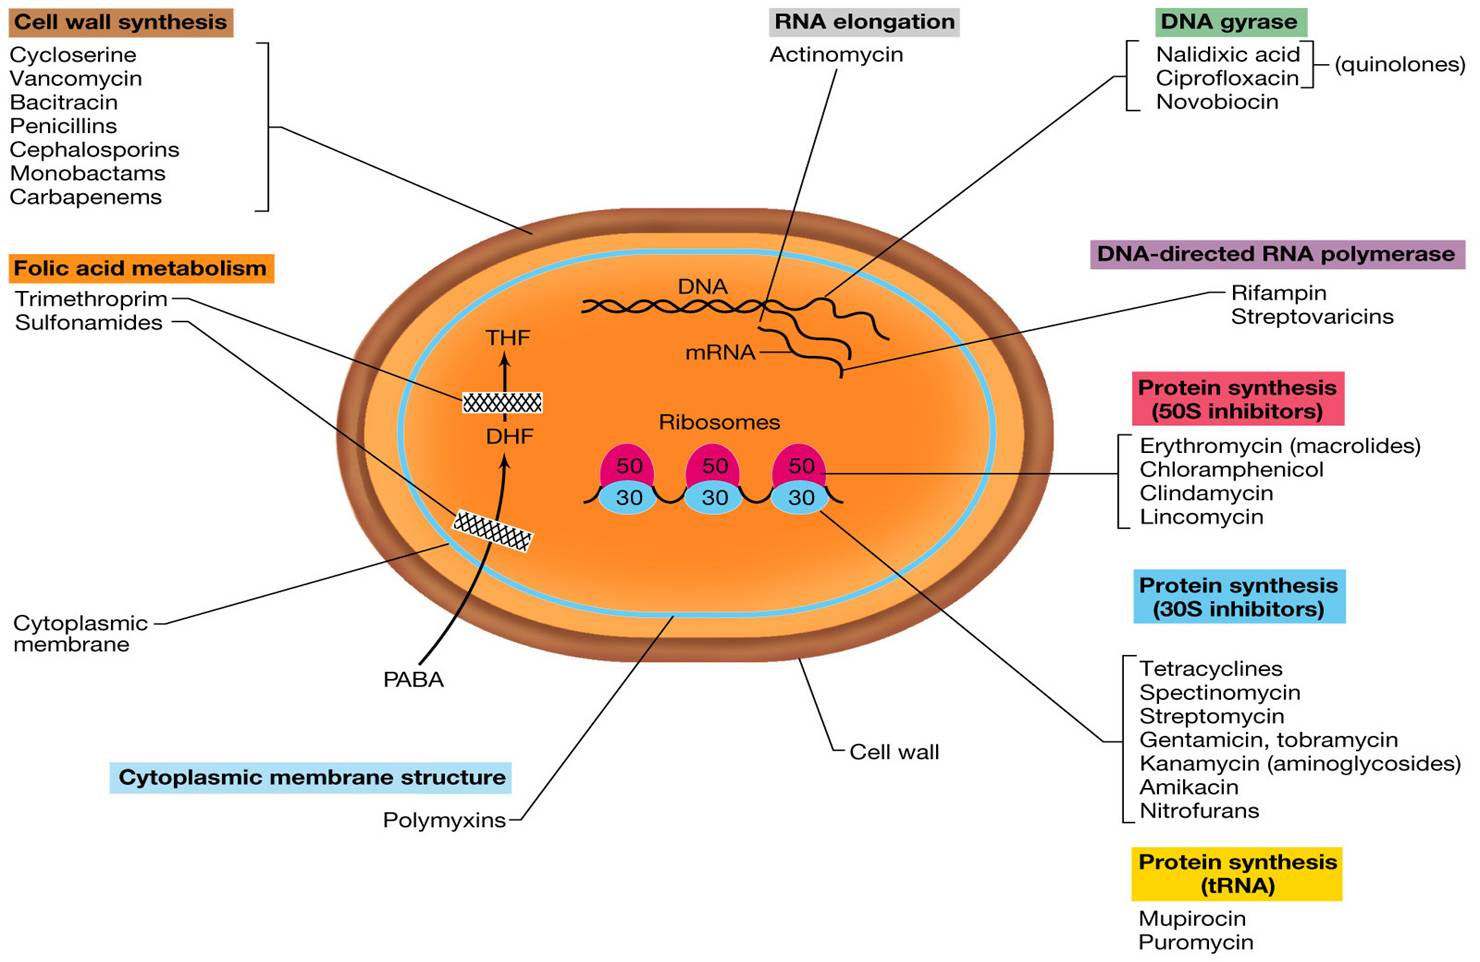 Cell wall synthesis
Cycloserine
Vancomycin
Bacitracin
Penicillins
Cephalosporins
Monobactams
Carbapenems
RNA elongation
Actinomycin
DNA gyrase
Nalidixic acid
Ciprofloxacin
(quinolones)
Novobiocin
Folic acid metabolism
Trimethroprim
Sulfonamides
DNA-directed RNA polymerase
Rifampin
Streptovaricins
DNA
mRNA
THF
DHF
PABA
Ribosomes
50 50 50
30 30 30
Protein synthesis
(50S inhibitors)
Erythromycin (macrolides)
Chloramphenicol
Clindamycin
Lincomycin
Protein synthesis
(30S inhibitors)
Tetracyclines
Spectinomycin
Streptomycin
Gentamicin, tobramycin
Kanamycin (aminoglycosides)
Amikacin
Nitrofurans
Cytoplasmic
membrane
Cell wall
Cytoplasmic membrane structure
Polymyxins
Protein synthesis
(tRNA)
Mupirocin
Puromycin